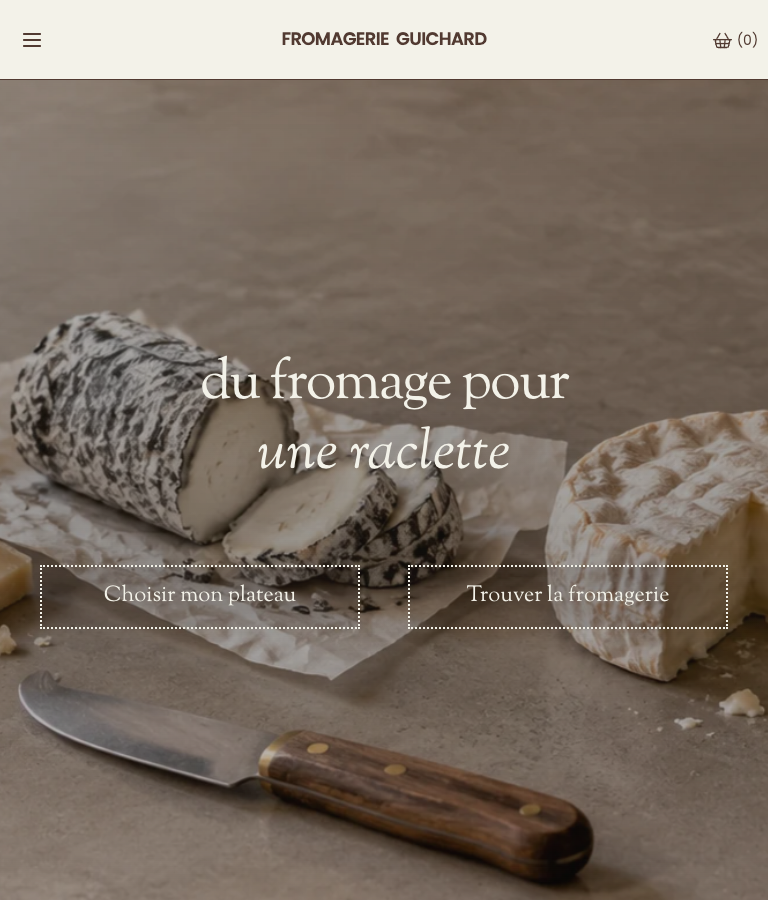 FROMAGERIE GUICHARD
(0)
du fromage pour
une raclette
Choisir mon plateau
Trouver la fromagerie